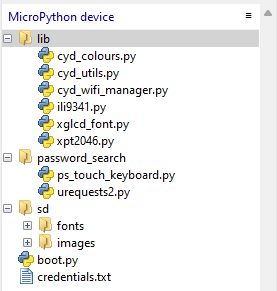 MicroPython device
lib
cyd_colours.py
cyd_utils.py
cyd_wifi_manager.py
ili9341.py
xglcd_font.py
xpt2046.py
password_search
ps_touch_keyboard.py
urequests2.py
sd
fonts
images
boot.py
credentials.txt